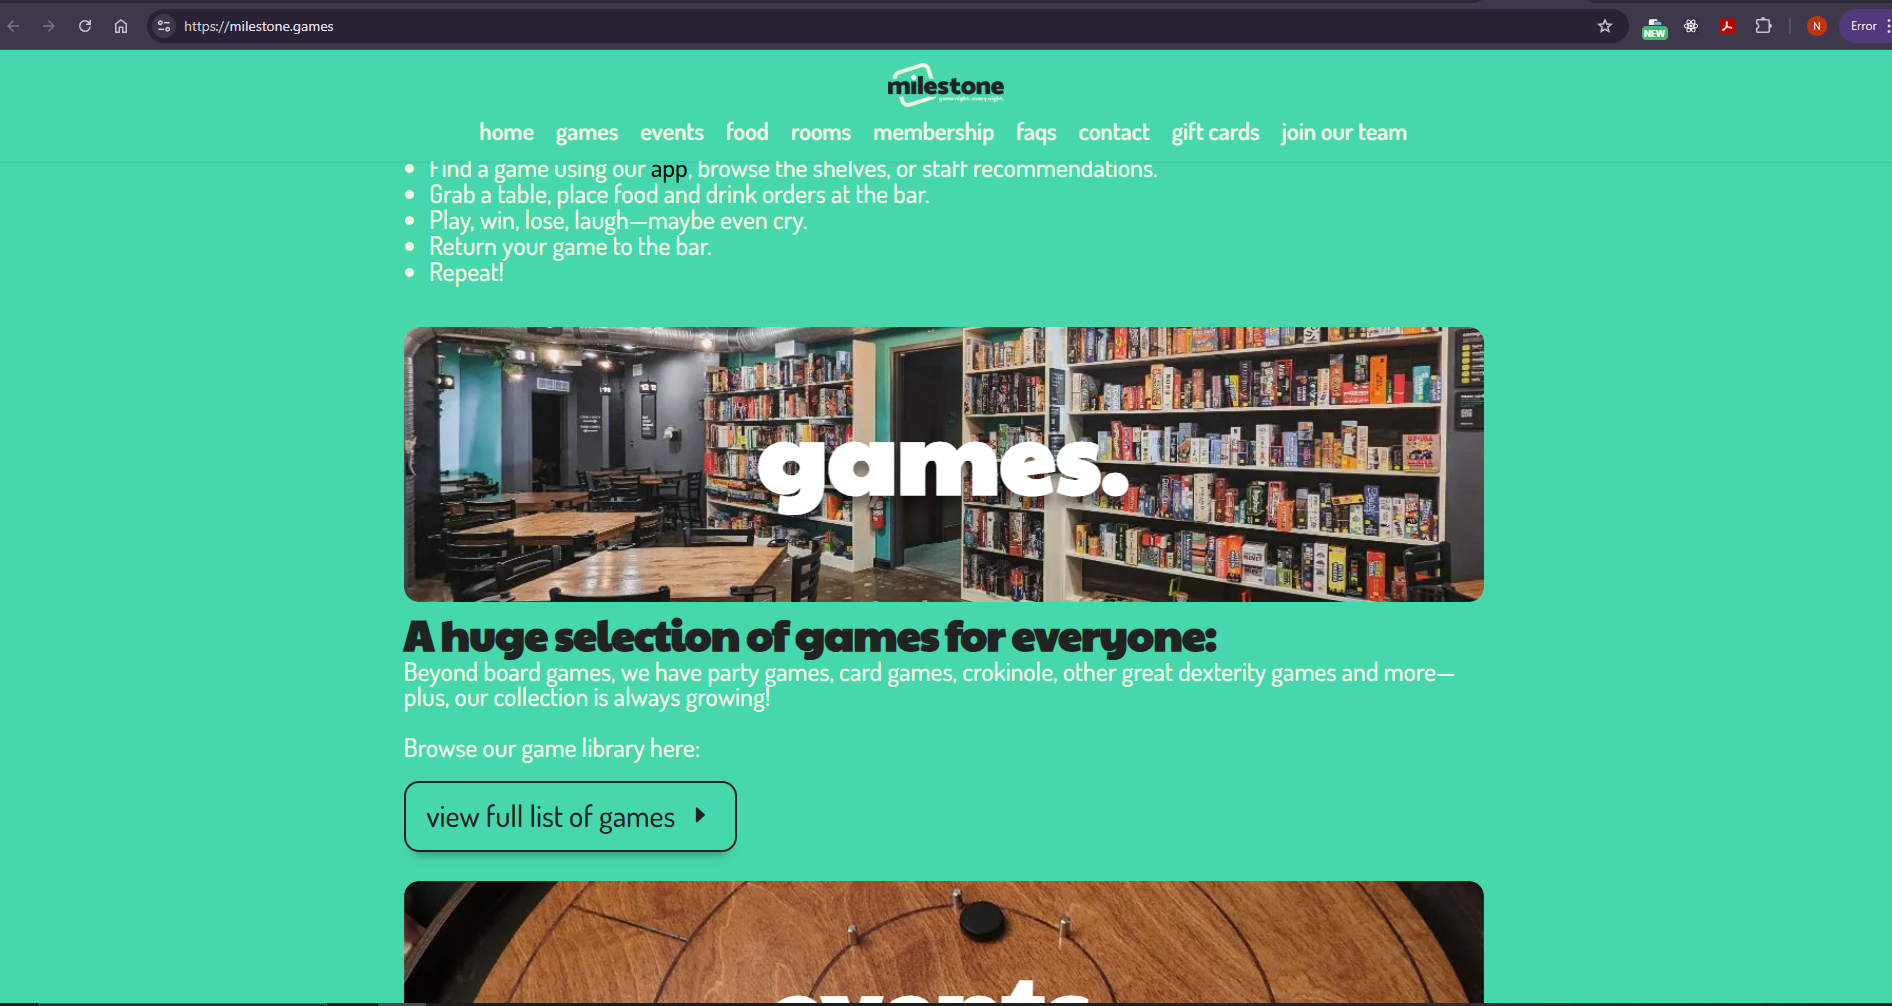 https://milestone.games
NEW
N
Error
milestone
game night. every night.
home games events food rooms membership faqs contact gift cards join our team
Find a game using our app, browse the shelves, or staff recommendations.
Grab a table, place food and drink orders at the bar.
Play, win, lose, laugh—maybe even cry.
Return your game to the bar.
Repeat!
games.
A huge selection of games for everyone:
Beyond board games, we have party games, card games, crokinole, other great dexterity games and more—
plus, our collection is always growing!
Browse our game library here:
view full list of games
events